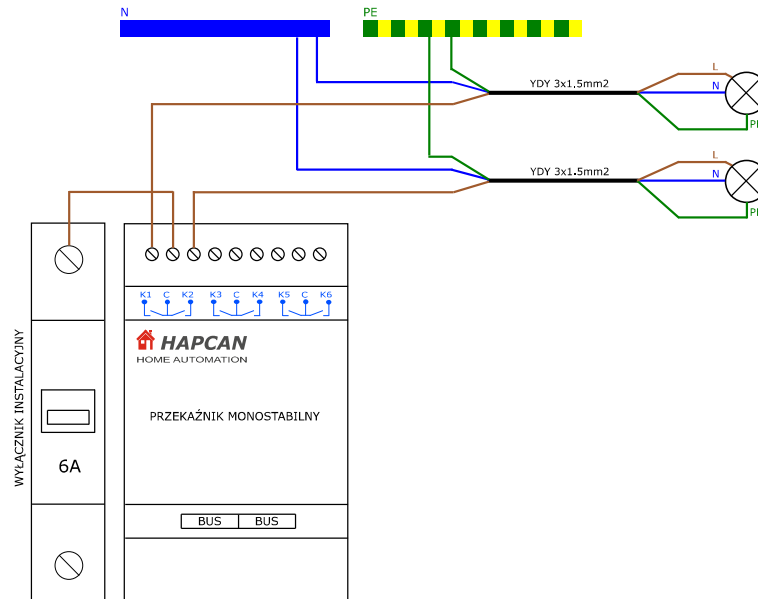 N
PE
YDY 3x1,5mm2
L
N
PE
YDY 3x1.5mm2
L
N
PE
K1 C K2 K3 C K4 K5 C K6
HAPCAN
HOME AUTOMATION
PRZEKAŹNIK MONOSTABILNY
WYŁĄCZNIK INSTALACYJNY
6A
BUS BUS